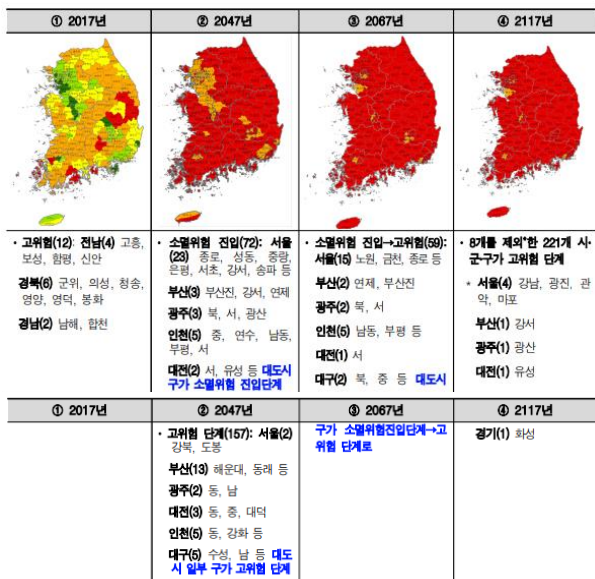 ① 2017년
② 2047년
③ 2067년
④ 2117년
· 고위험(12): 전남(4) 고흥,
보성, 함평, 신안
경북(6) 군위, 의성, 청송,
영양, 영덕, 봉화
경남(2) 남해, 합천
· 소멸위험 진입(72): 서울
(23) 종로, 성동, 중랑,
은평, 서초, 강서, 송파 등
부산(3) 부산진, 강서, 연제
광주(3) 북, 서, 광산
인천(5) 중, 연수, 남동,
부평, 서
대전(2) 서, 유성 등 대도시
구가 소멸위험 진입단계
· 소멸위험 진입→고위험(59):
서울(15) 노원, 금천, 종로 등
부산(2) 연제, 부산진
광주(2) 북, 서
인천(5) 남동, 부평 등
대전(1) 서
대구(2) 북, 중 등 대도시
· 8개를 제외*한 221개 시·
군·구가 고위험 단계
* 서울(4) 강남, 광진, 관
악, 마포
부산(1) 강서
광주(1) 광산
대전(1) 유성
① 2017년
② 2047년
③ 2067년
④ 2117년
· 고위험 단계(157): 서울(2)
강북, 도봉
부산(13) 해운대, 동래 등
광주(2) 동, 남
대전(3) 동, 중, 대덕
인천(5) 동, 강화 등
대구(5) 수성, 남 등 대도
시 일부 구가 고위험 단계
구가 소멸위험진입단계→고
위험 단계로
경기(1) 화성